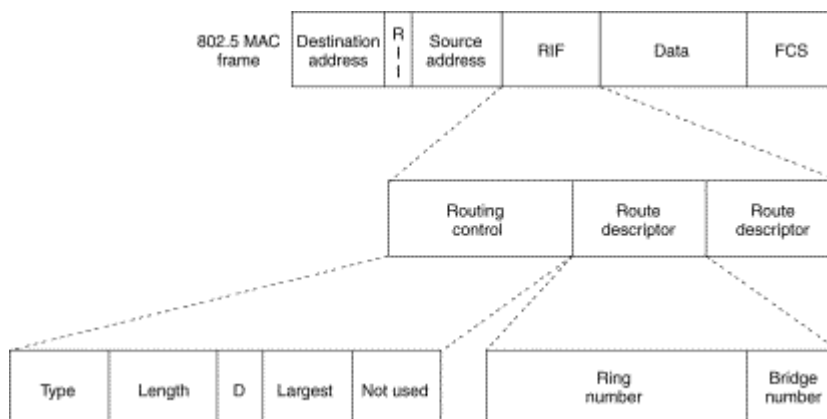 802.5 MAC frame
Destination address
RII
Source address
RIF
Data
FCS
Routing control
Route descriptor
Route descriptor
Type
Length
D
Largest
Not used
Ring number
Bridge number